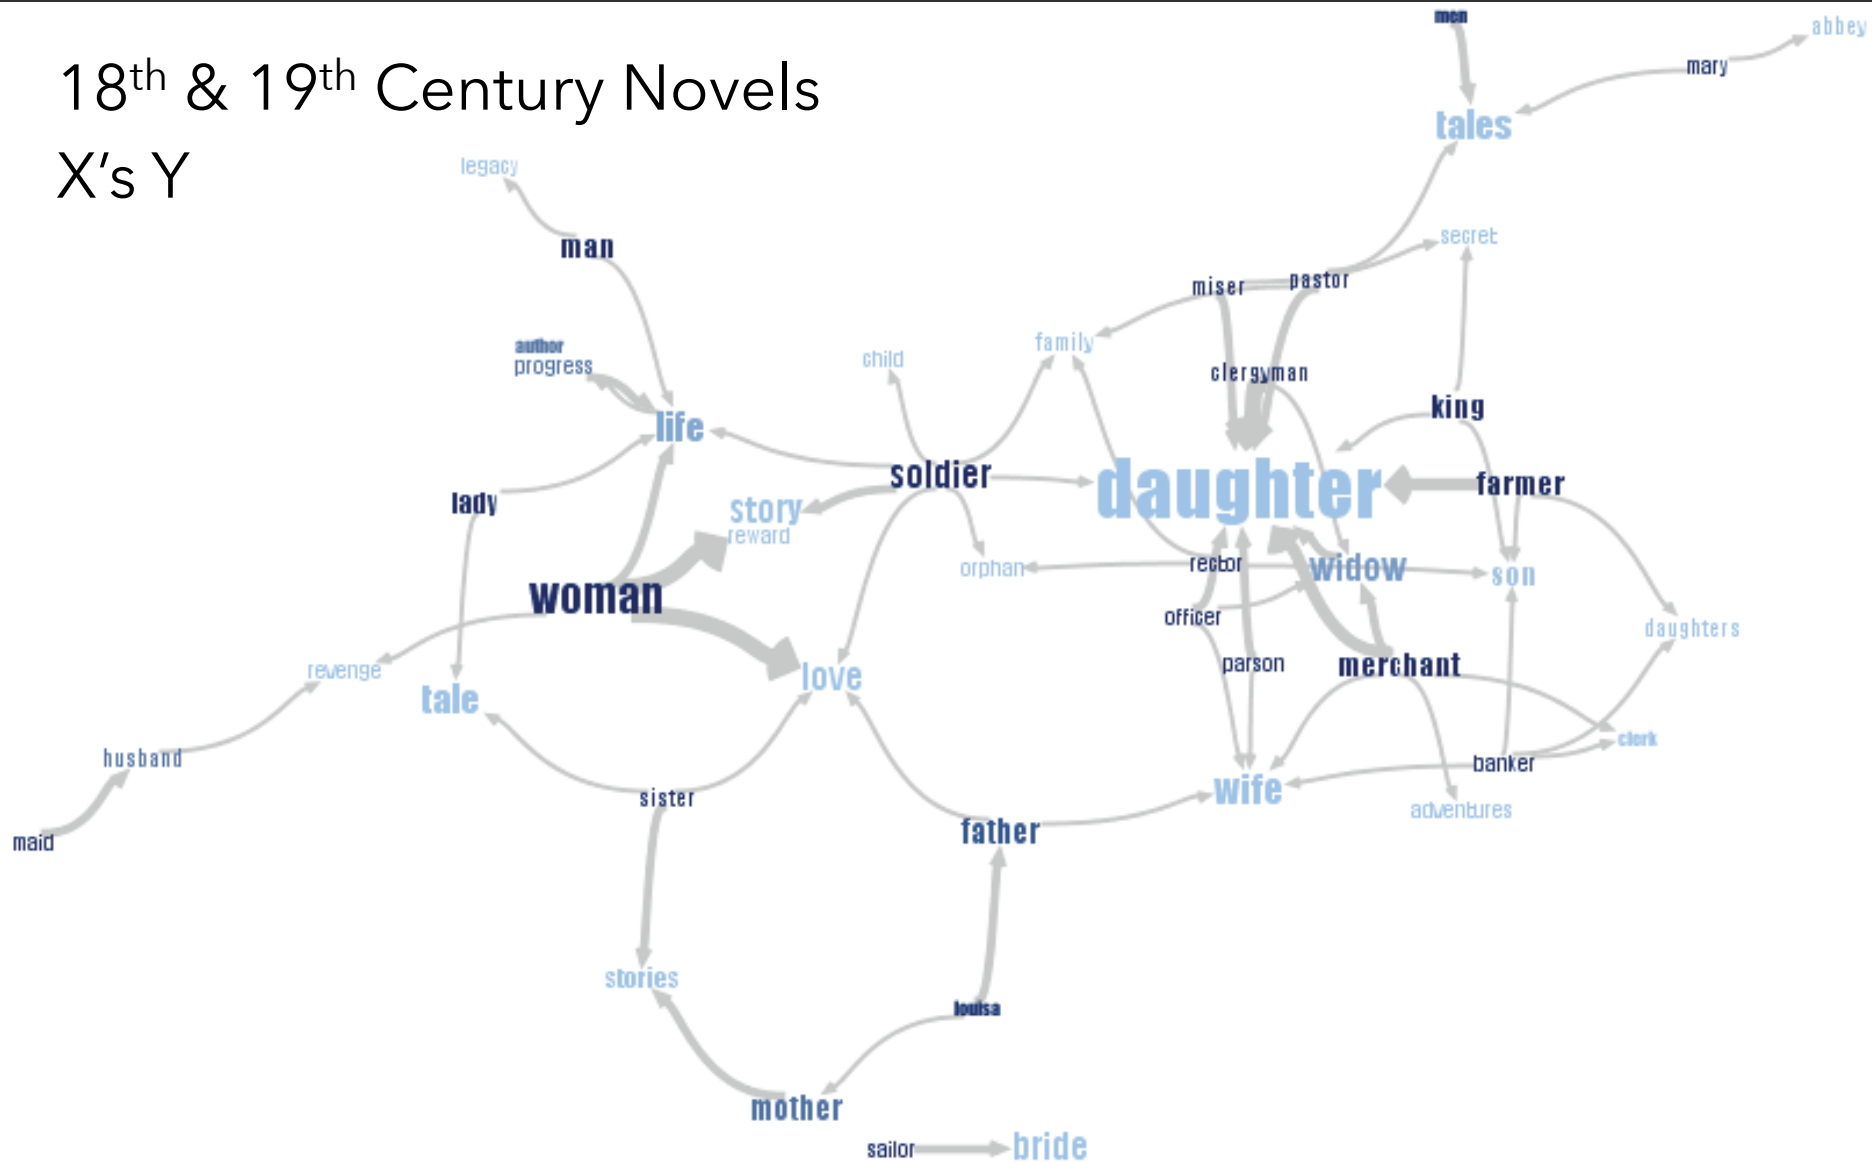 men
abbey
mary
18th & 19th Century Novels
tales
X's Y
legacy
secret
man
miser
pastor
family
author
child
progress
clergyman
king
life
soldier
daughter
farmer
lady
story
reward
orphan
rector
widow
son
woman
officer
daughters
revenge
parson
merchant
love
tale
clerk
husband
banker
wife
sister
adventures
father
maid
stories
louisa
mother
sailor
bride